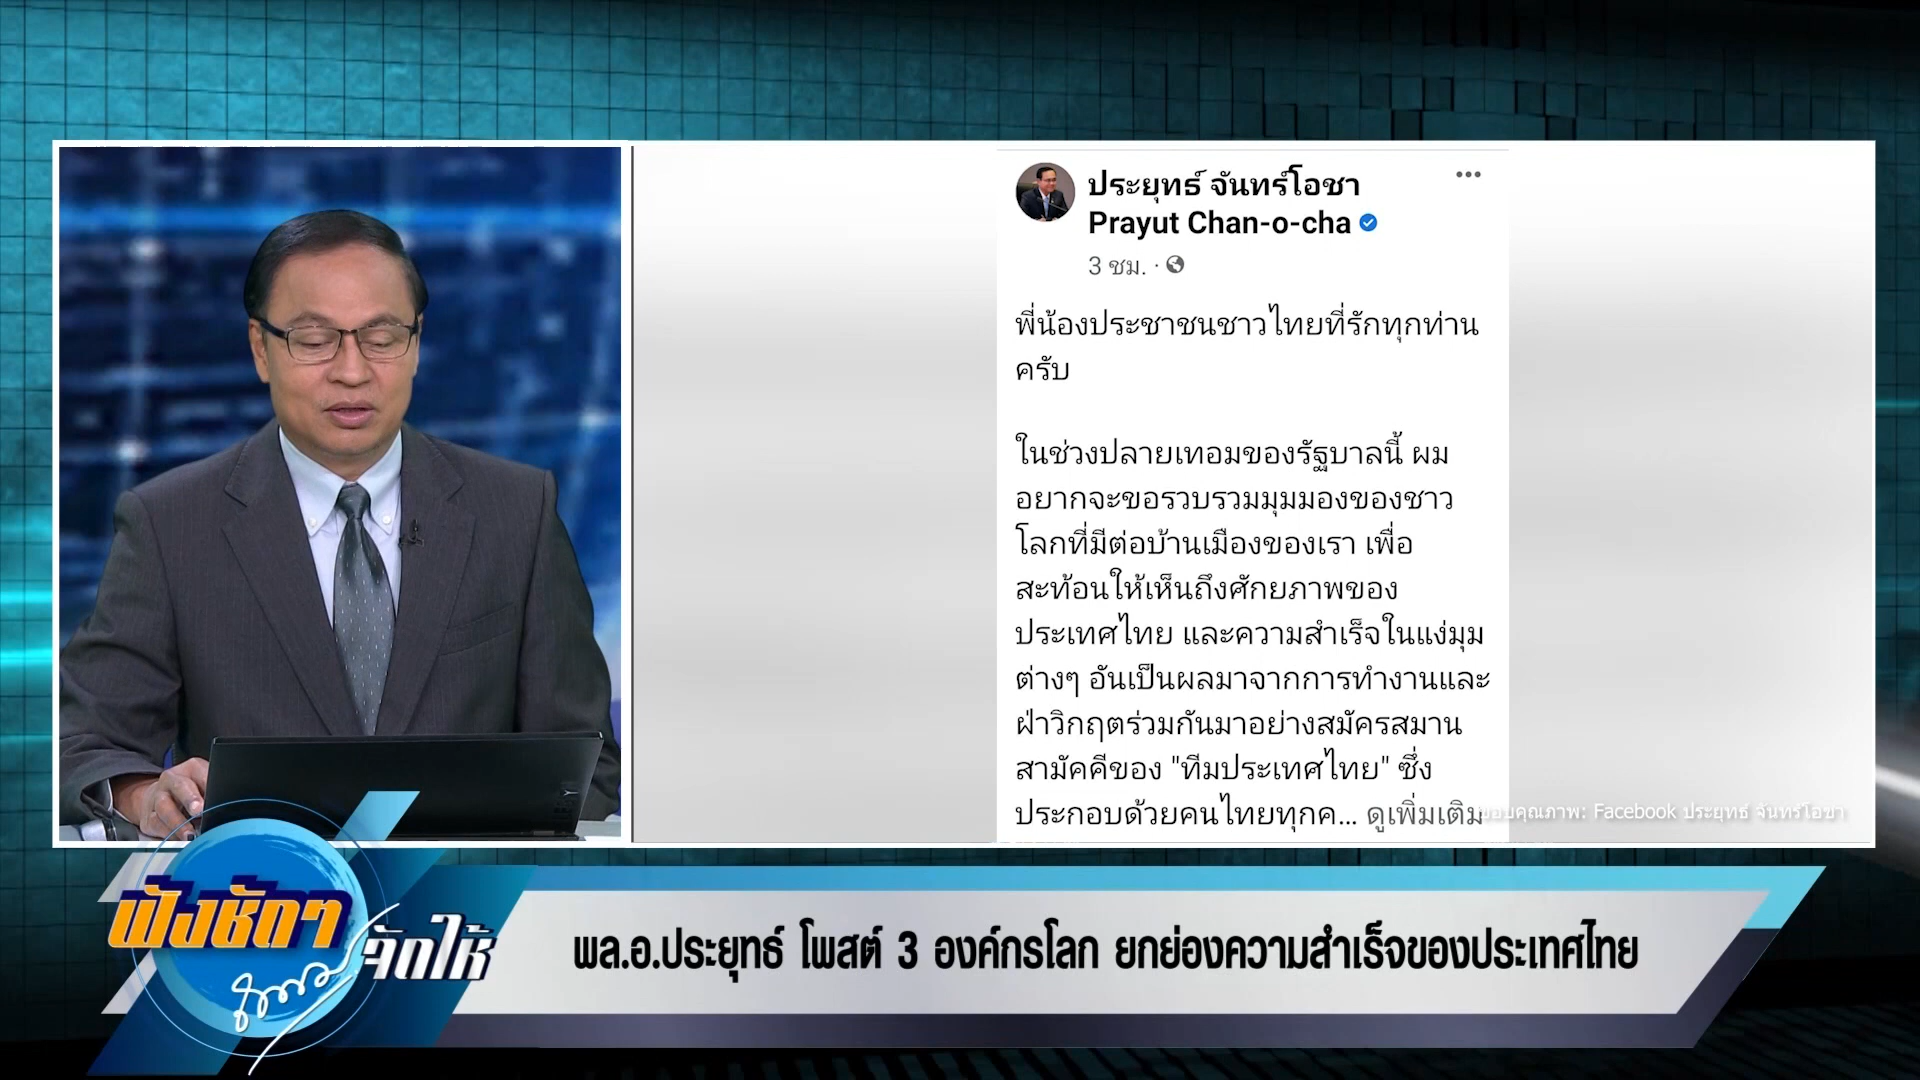 ประยุทธ์ จันทร์โอชา
Prayut Chan-o-cha
3 ชม. ·
พี่น้องประชาชนชาวไทยที่รักทุกท่าน
ครับ
ในช่วงปลายเทอมของรัฐบาลนี้ ผม
อยากจะขอรวบรวมมุมมองของชาว
โลกที่มีต่อบ้านเมืองของเรา เพื่อ
สะท้อนให้เห็นถึงศักยภาพของ
ประเทศไทย และความสำเร็จในแง่มุม
ต่างๆ อันเป็นผลมาจากการทำงานและ
ฝ่าวิกฤตร่วมกันมาอย่างสมัครสมาน
สามัคคีของ "ทีมประเทศไทย" ซึ่ง
ประกอบด้วยคนไทยทุกค... ดูเพิ่มเติม
ขอบคุณภาพ: Facebook ประยุทธ์ จันทร์โอชา
ฟังชัดๆ
จัดให้
พล.อ.ประยุทธ์ โพสต์ 3 องค์กรโลก ยกย่องความสำเร็จของประเทศไทย